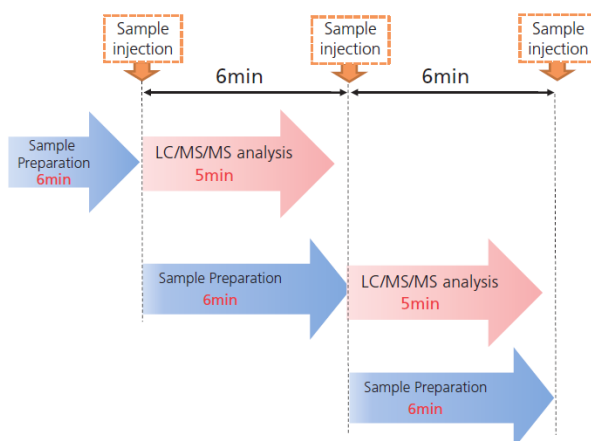 Sample
injection
Sample
injection
Sample
injection
6min
6min
Sample
Preparation
6min
LC/MS/MS analysis
5min
Sample Preparation
6min
LC/MS/MS analysis
5min
Sample Preparation
6min